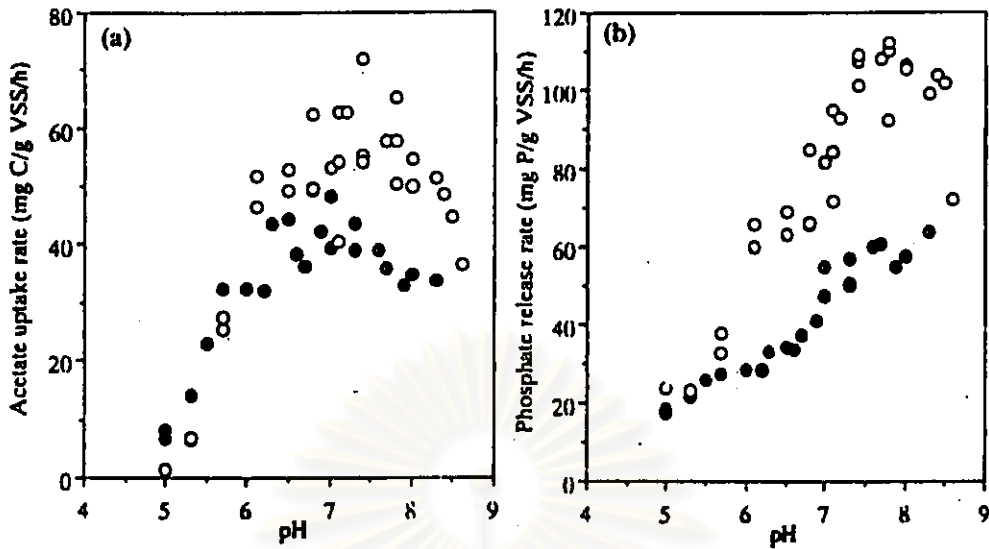 (a)
Acetate uptake rate (mg C/g VSS/h)
80
60
40
20
0
4 5 6 7 8 9
pH
(b)
Phosphate release rate (mg P/g VSS/h)
120
100
80
60
40
20
0
4 5 6 7 8 9
pH